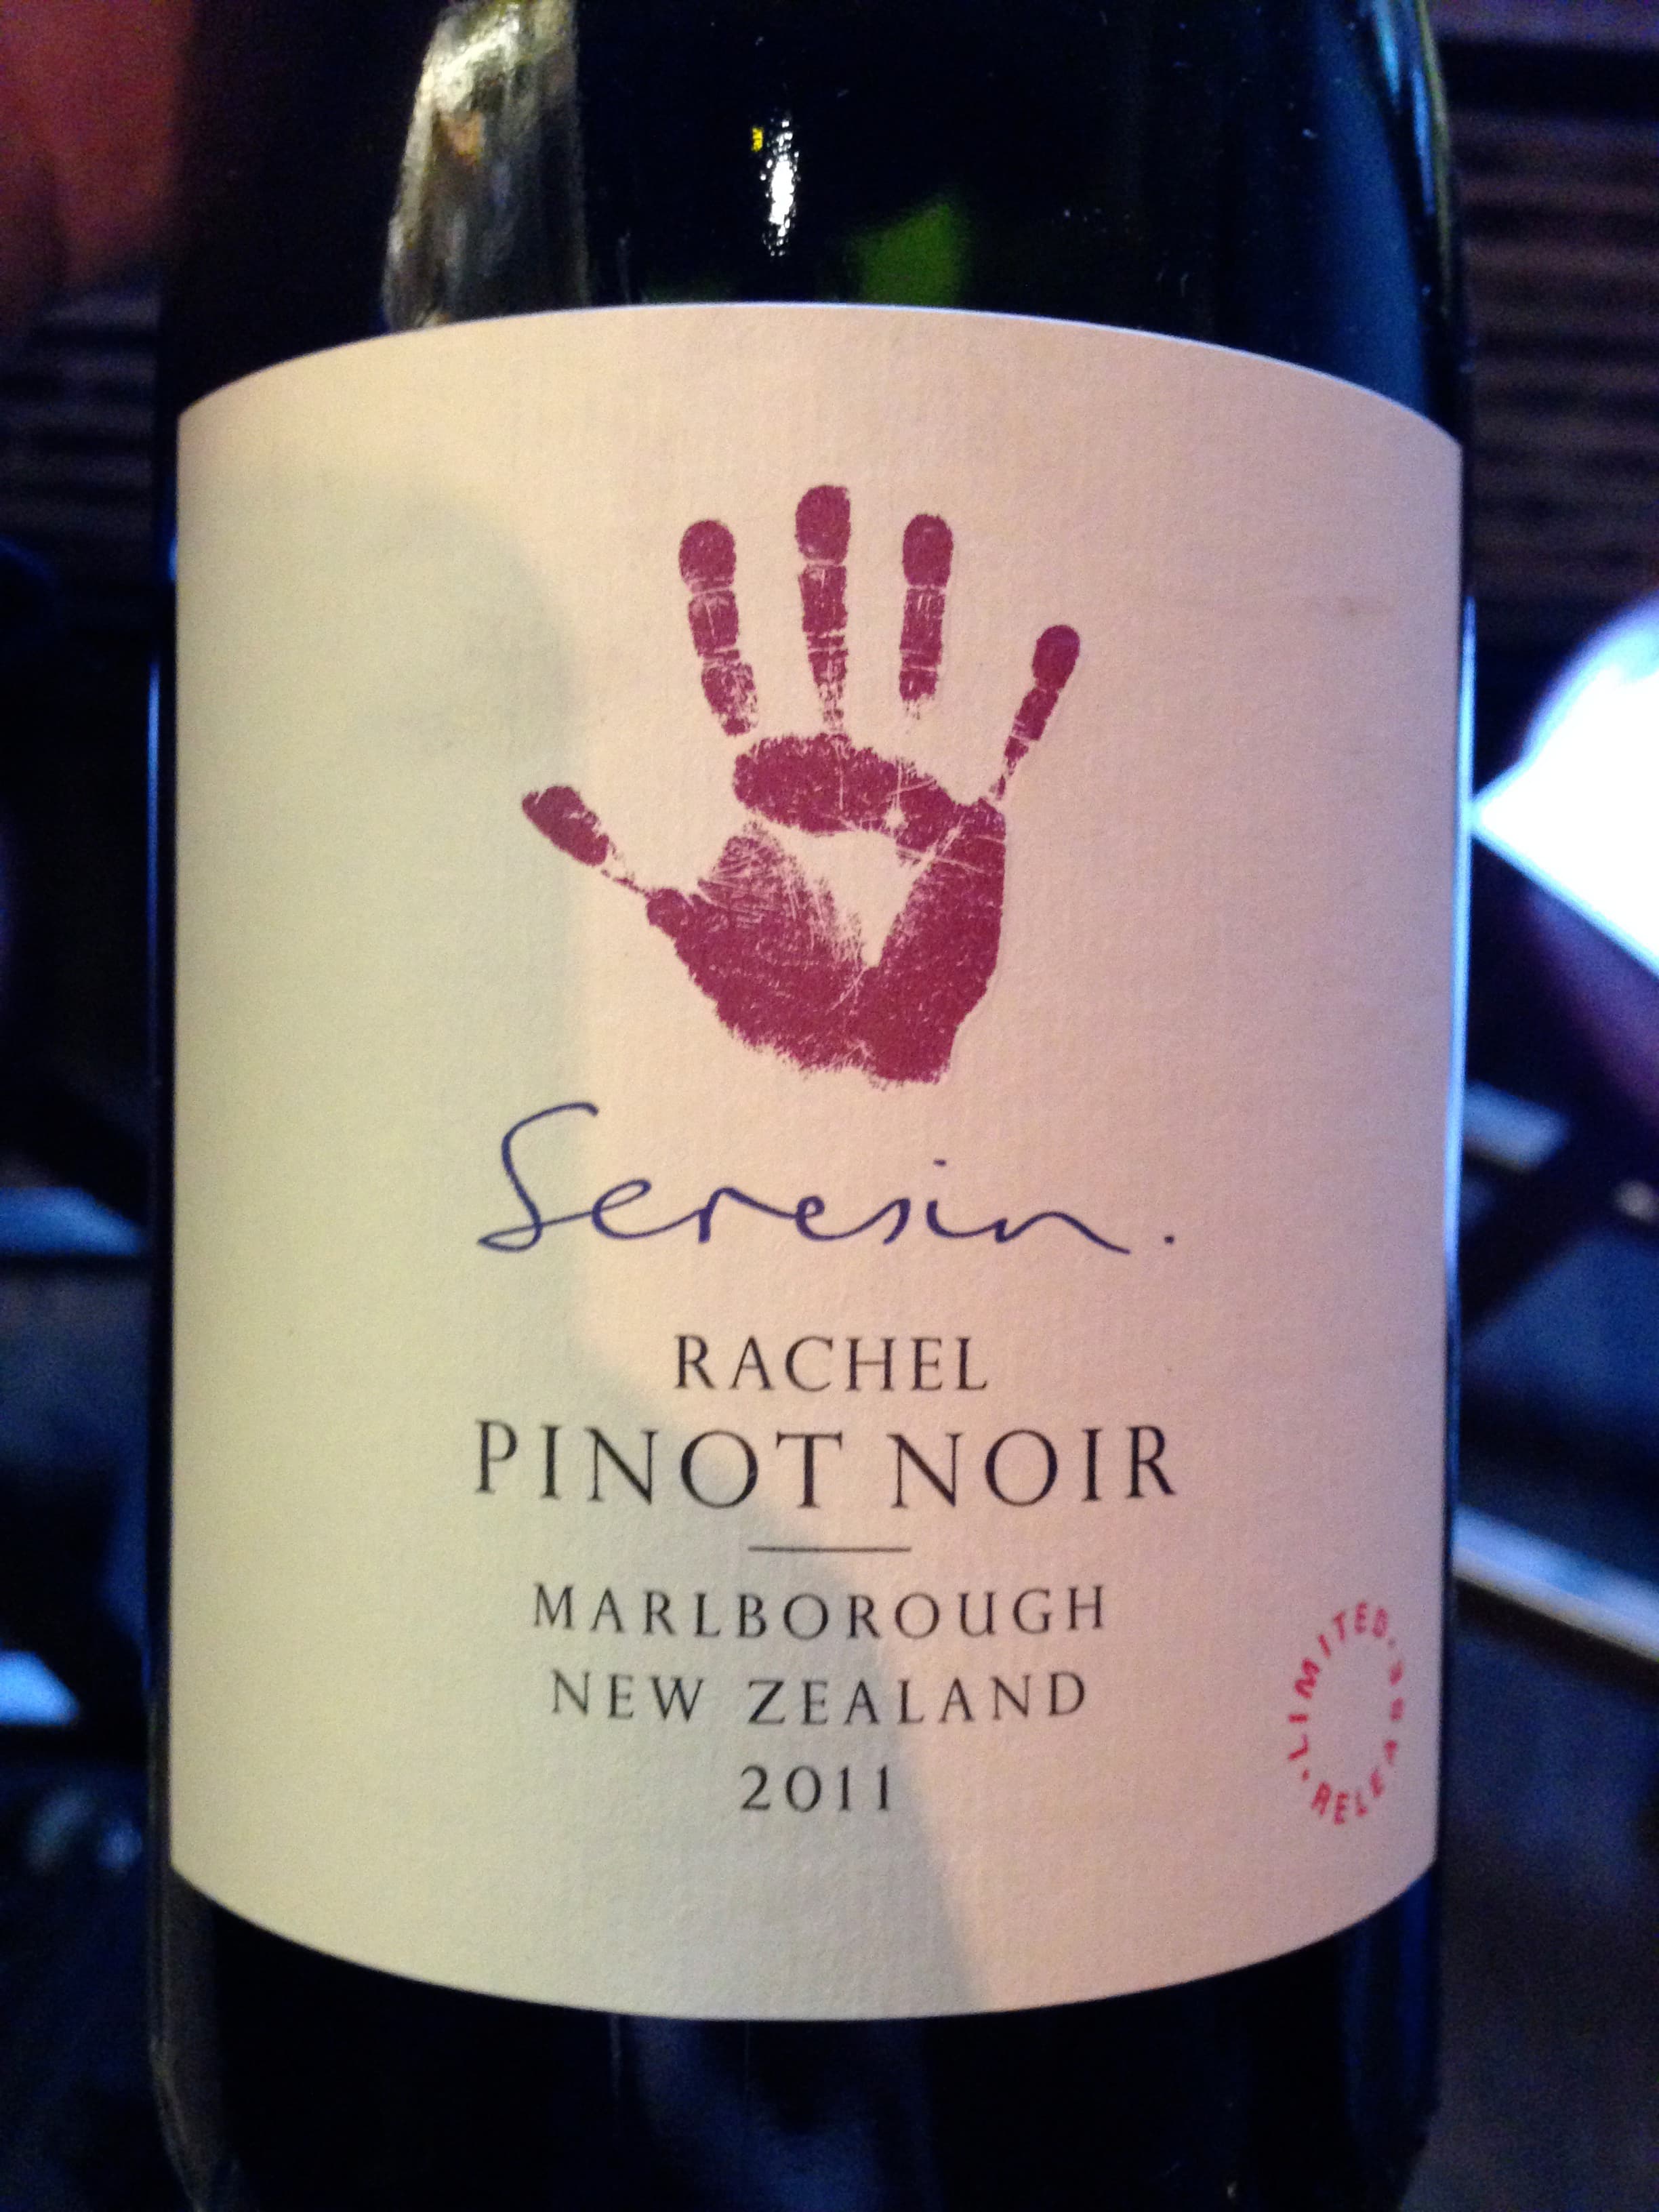 Seresin.
RACHEL
PINOT NOIR
MARLBOROUGH
NEW ZEALAND
2011
·LIMITED·
RELEASE